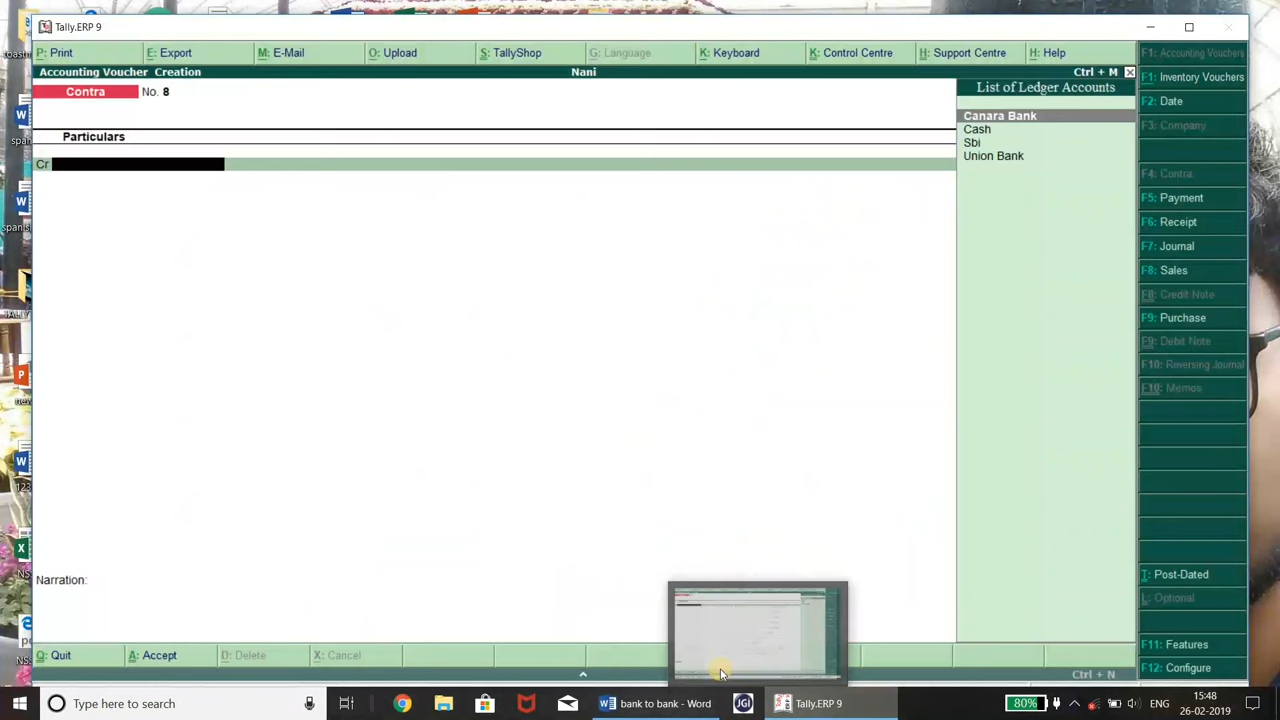 Tally.ERP 9
P: Print E: Export M: E-Mail O: Upload S: TallyShop G: Language K: Keyboard K: Control Centre H: Support Centre H: Help
Accounting Voucher Creation Nani Ctrl + M
Contra No. 8
Particulars
Cr
List of Ledger Accounts
Canara Bank
Cash
Sbi
Union Bank
F1: Accounting Vouchers
F1: Inventory Vouchers
F2: Date
F3: Company
F4: Contra
F5: Payment
F6: Receipt
F7: Journal
F8: Sales
F8: Credit Note
F9: Purchase
F9: Debit Note
F10: Reversing Journal
F10: Memos
T: Post-Dated
L: Optional
F11: Features
F12: Configure
Narration:
Q: Quit A: Accept D: Delete X: Cancel
Ctrl + N
Type here to search
bank to bank - Word
JGI
Tally.ERP 9
80%
ENG
15:48
26-02-2019